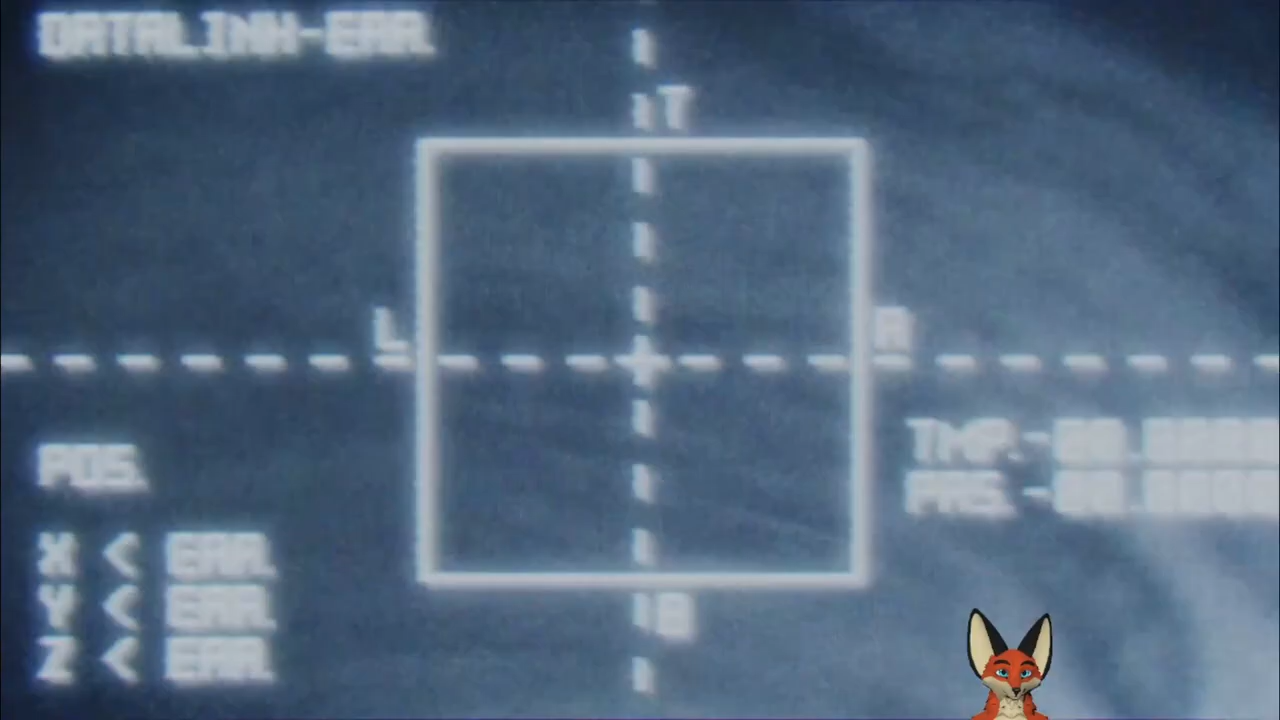 DATALINK-ERR.
T
L
R
POS.
TMP.-00.0000
PRS.-00.0000
X < ERR.
Y < ERR.
Z < ERR.
B